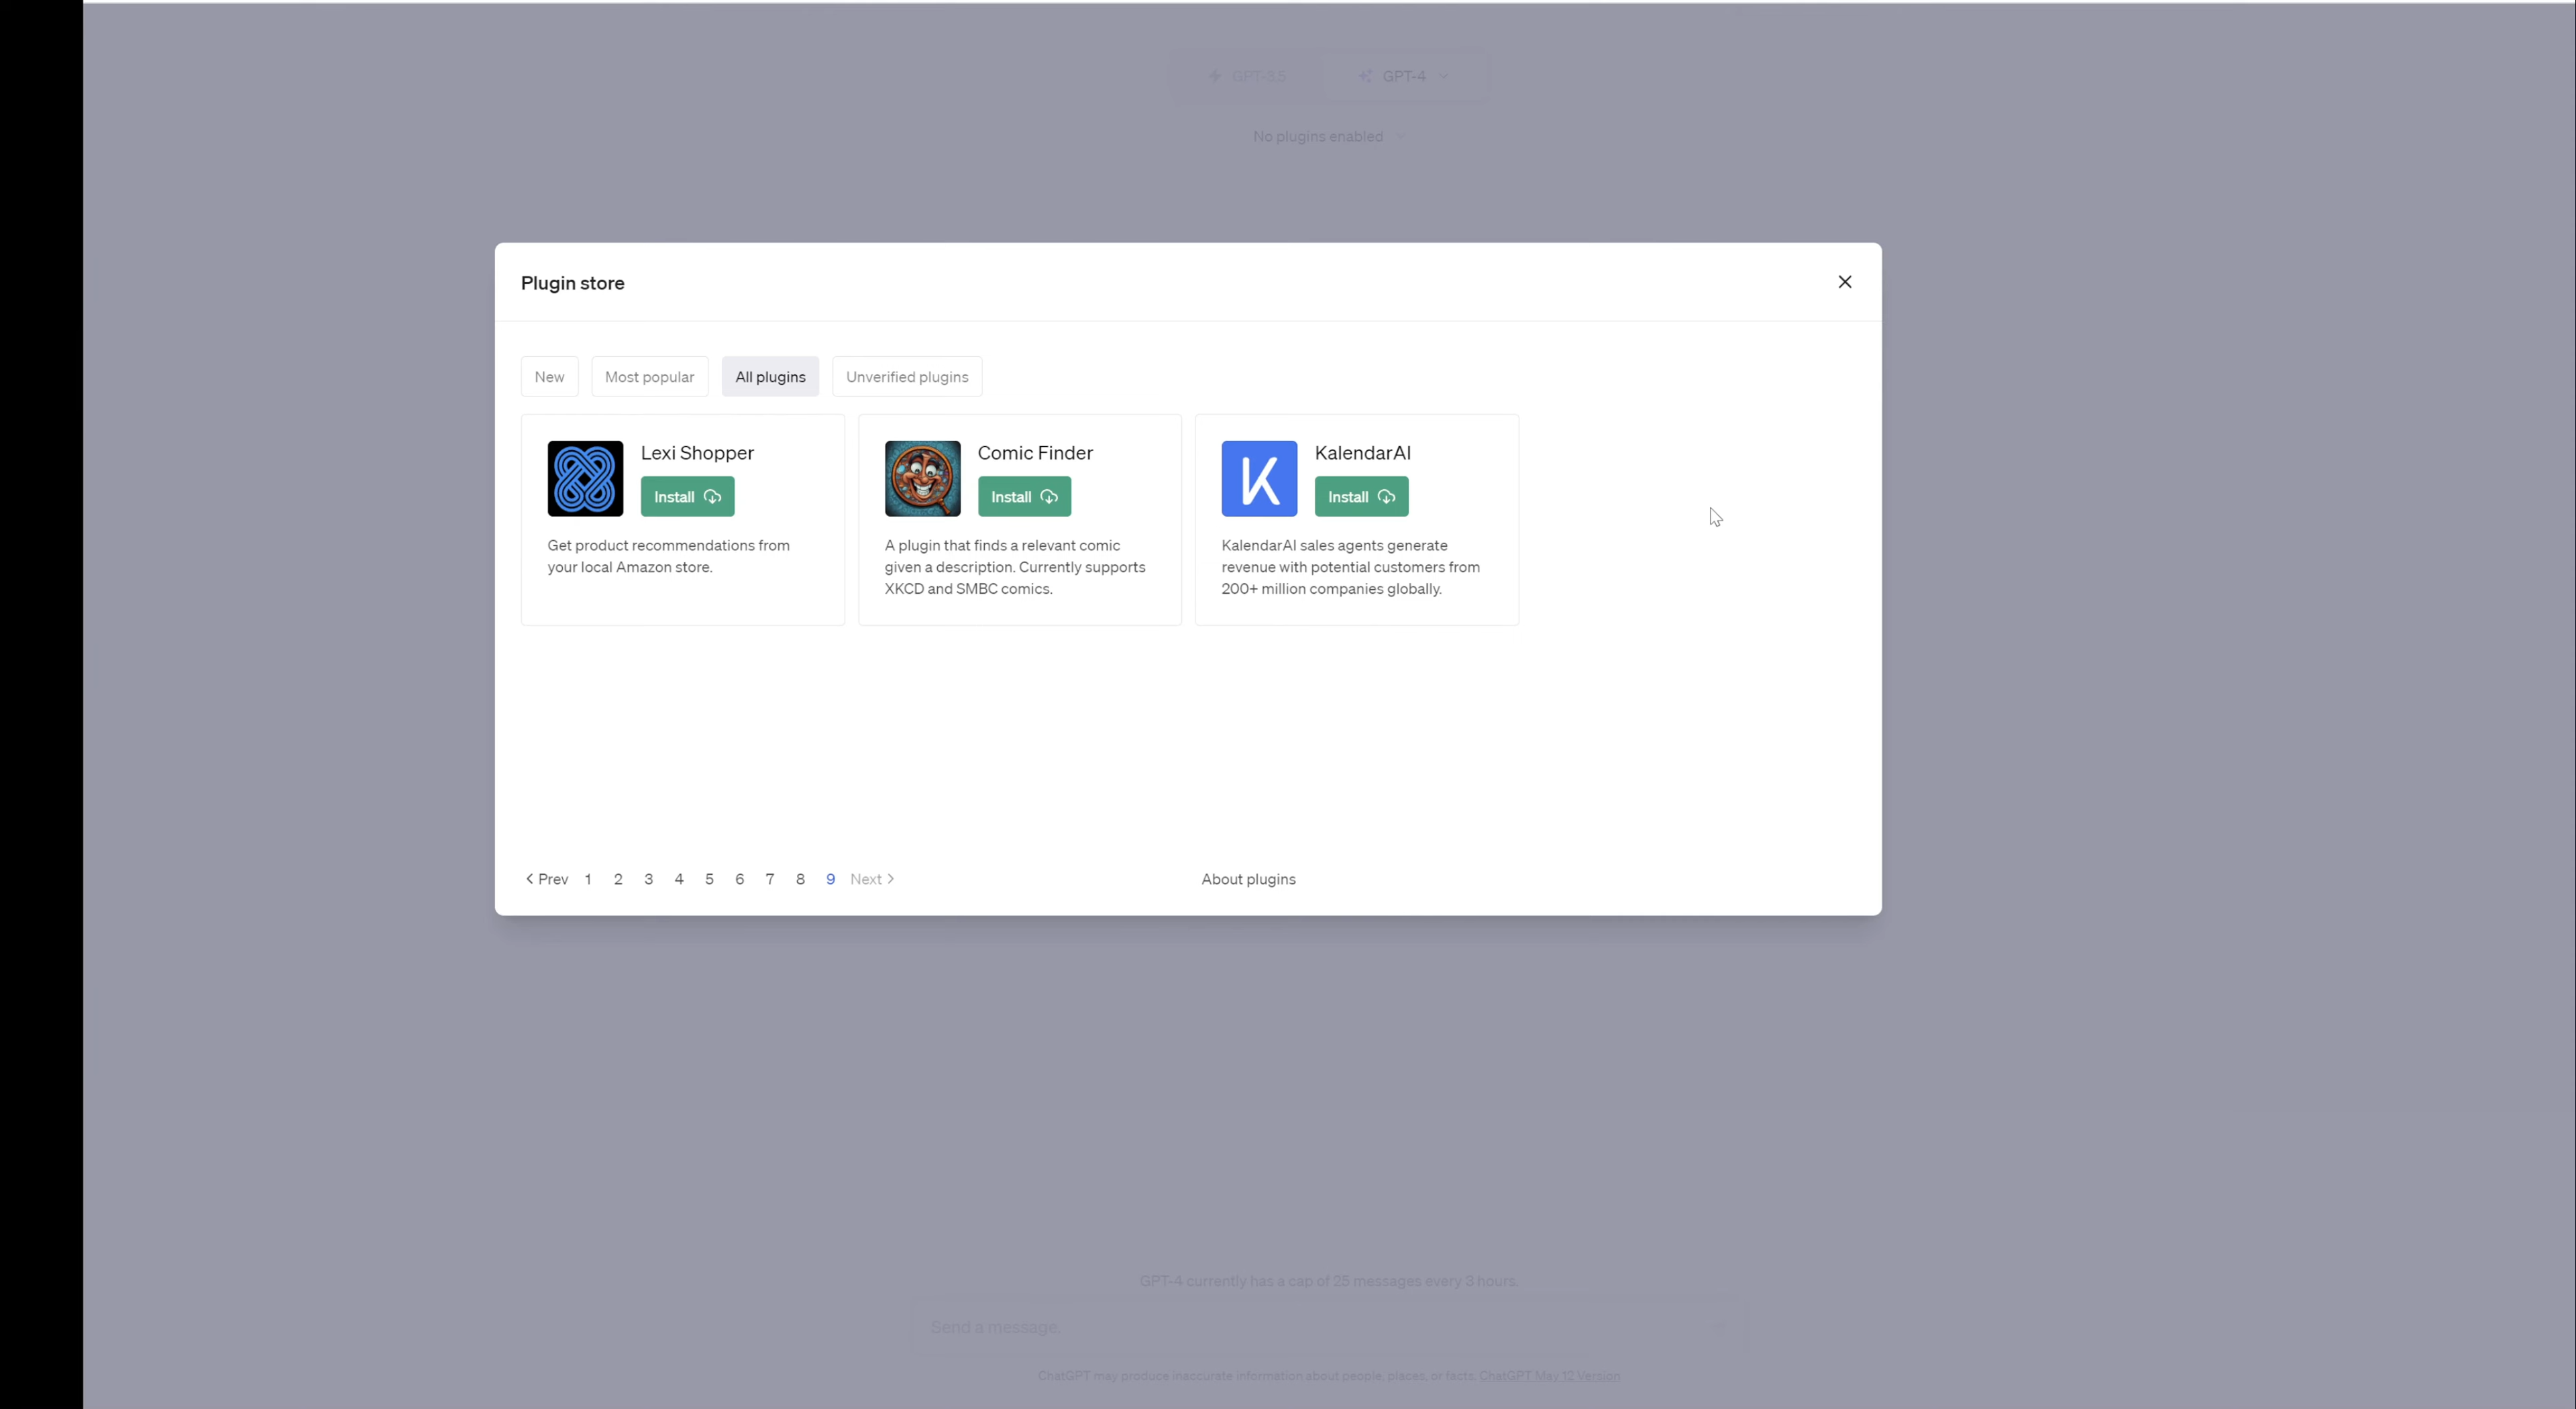 GPT-3.5
GPT-4
No plugins enabled
Plugin store
New
Most popular
All plugins
Unverified plugins
Lexi Shopper
Install
Get product recommendations from
your local Amazon store.
Comic Finder
Install
A plugin that finds a relevant comic
given a description. Currently supports
XKCD and SMBC comics.
K
KalendarAI
Install
KalendarAI sales agents generate
revenue with potential customers from
200+ million companies globally.
Prev 1 2 3 4 5 6 7 8 9 Next
About plugins
GPT-4 currently has a cap of 25 messages every 3 hours.
Send a message.
ChatGPT may produce inaccurate information about people, places, or facts. ChatGPT May 12 Version